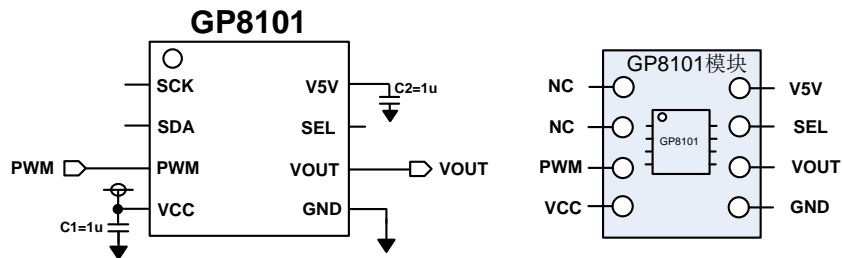 GP8101
SCK
SDA
PWM
PWM
VCC
C1=1u
V5V
C2=1u
SEL
VOUT
VOUT
GND
GP8101模块
NC
NC
PWM
VCC
GP8101
V5V
SEL
VOUT
GND